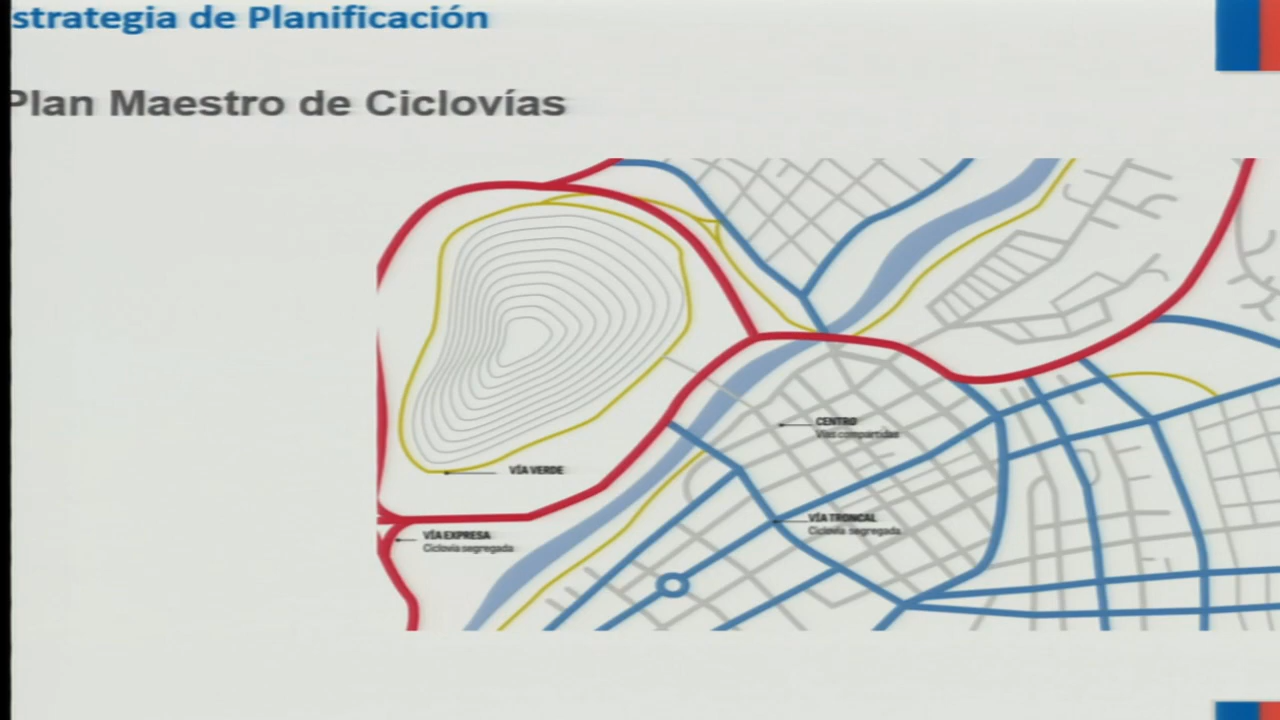 strategia de Planificación
Plan Maestro de Ciclovías
CENTRO
Vías compartidas
VÍA VERDE
VÍA TRONCAL
Ciclovía segregada
VÍA EXPRESA
Ciclovía segregada